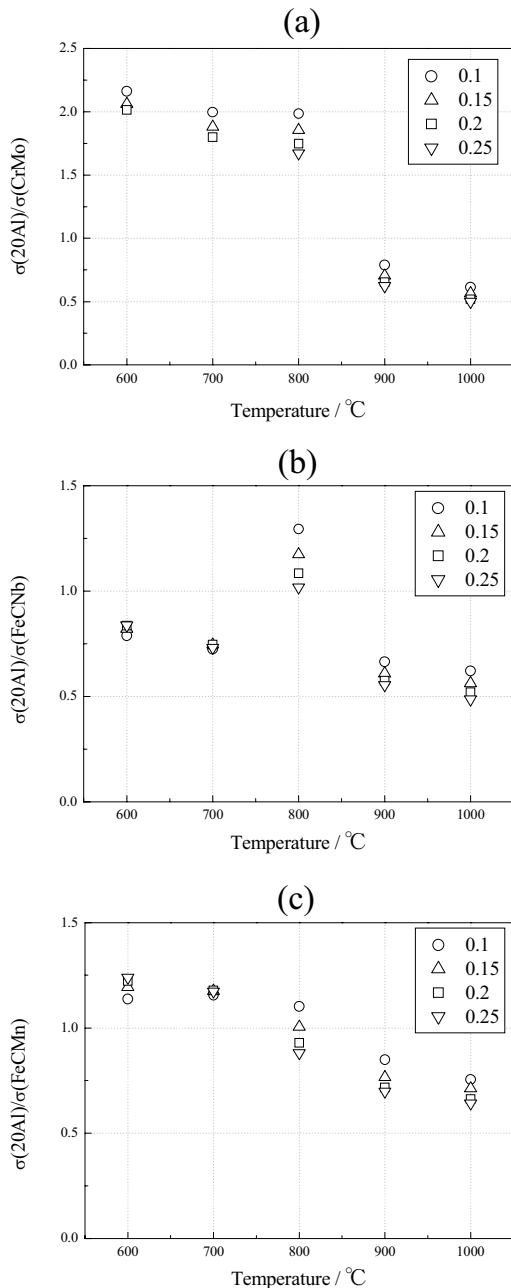 (a)
2.5
2.0
1.5
1.0
0.5
0.0
σ(20Al)/σ(CrMo)
0.1
0.15
0.2
0.25
600 700 800 900 1000
Temperature / °C
(b)
1.5
1.0
0.5
0.0
σ(20Al)/σ(FeCNb)
0.1
0.15
0.2
0.25
600 700 800 900 1000
Temperature / °C
(c)
1.5
1.0
0.5
0.0
σ(20Al)/σ(FeCMn)
0.1
0.15
0.2
0.25
600 700 800 900 1000
Temperature / °C